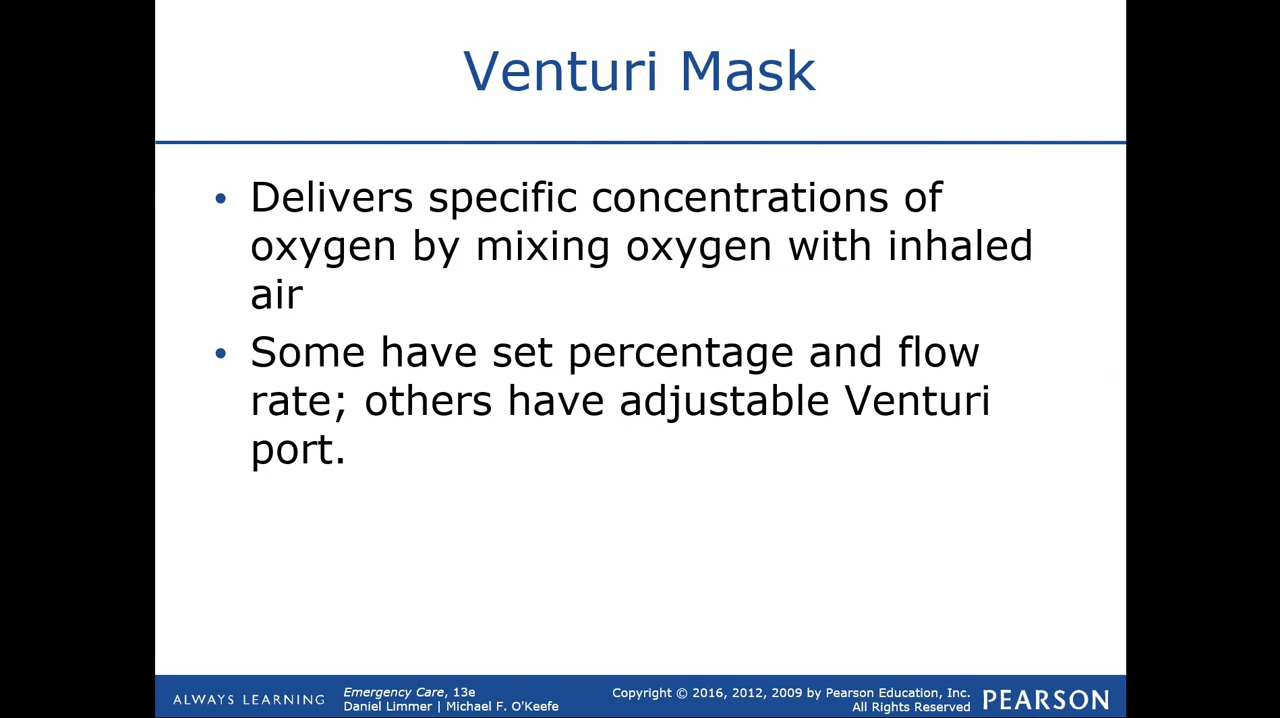 Venturi Mask
• Delivers specific concentrations of
oxygen by mixing oxygen with inhaled
air
• Some have set percentage and flow
rate; others have adjustable Venturi
port.
ALWAYS LEARNING
Emergency Care, 13e
Daniel Limmer | Michael F. O'Keefe
Copyright © 2016, 2012, 2009 by Pearson Education, Inc.
All Rights Reserved
PEARSON